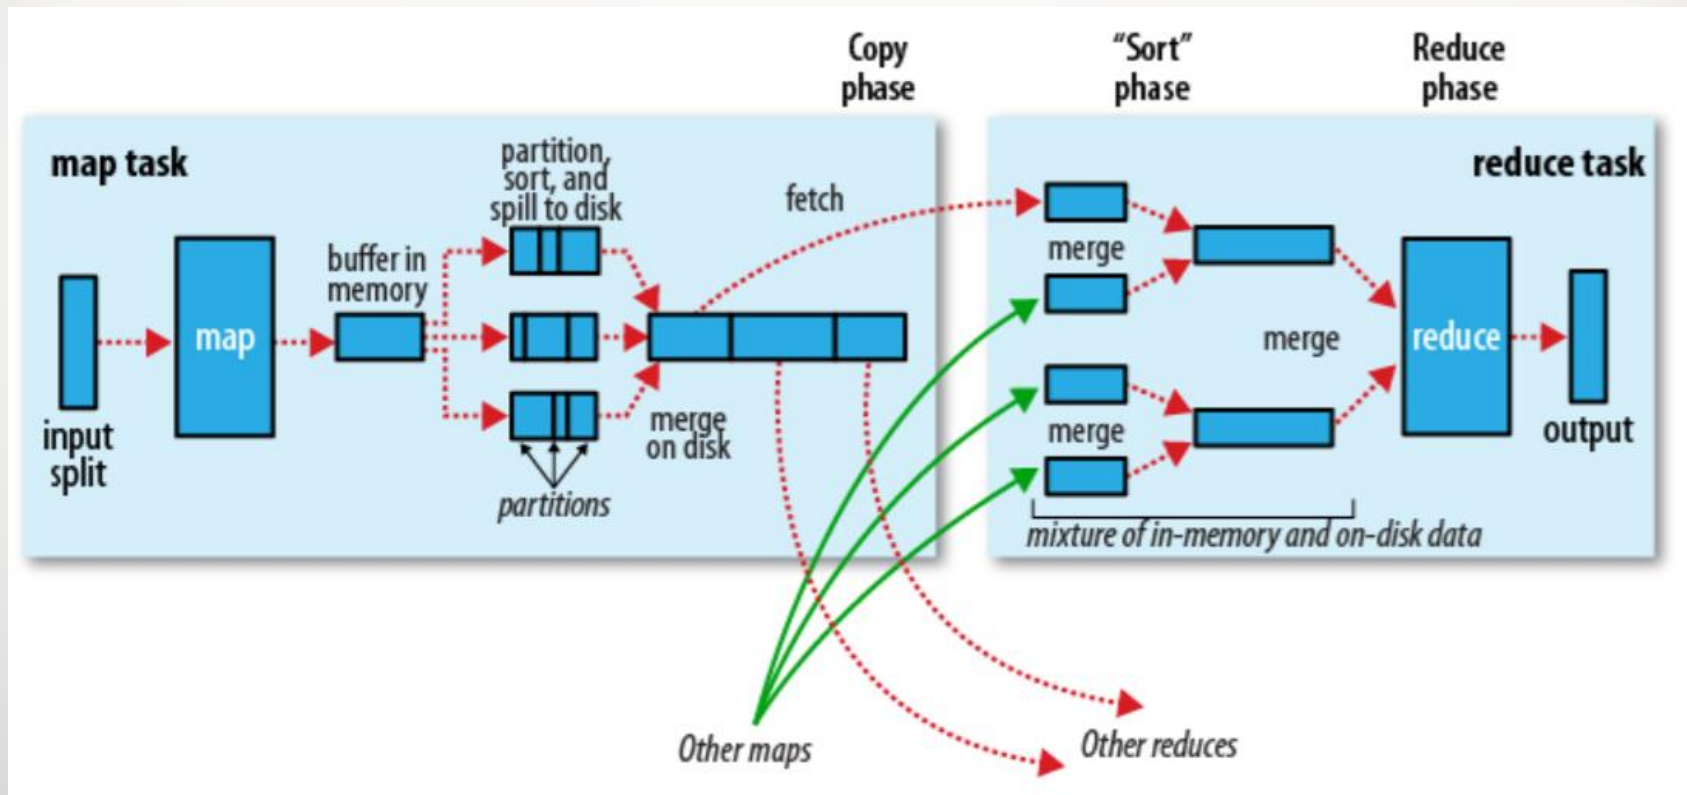 Copy
phase
“Sort”
phase
Reduce
phase
map task
partition,
sort, and
spill to disk
fetch
buffer in
memory
map
input
split
merge
on disk
partitions
reduce task
merge
merge
merge
reduce
output
mixture of in-memory and on-disk data
Other maps
Other reduces